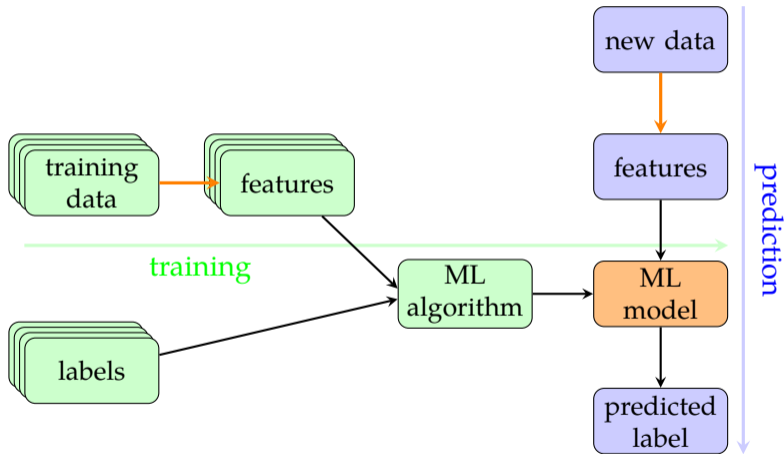 new data
training
data
features
features
prediction
training
ML
algorithm
ML
model
labels
predicted
label